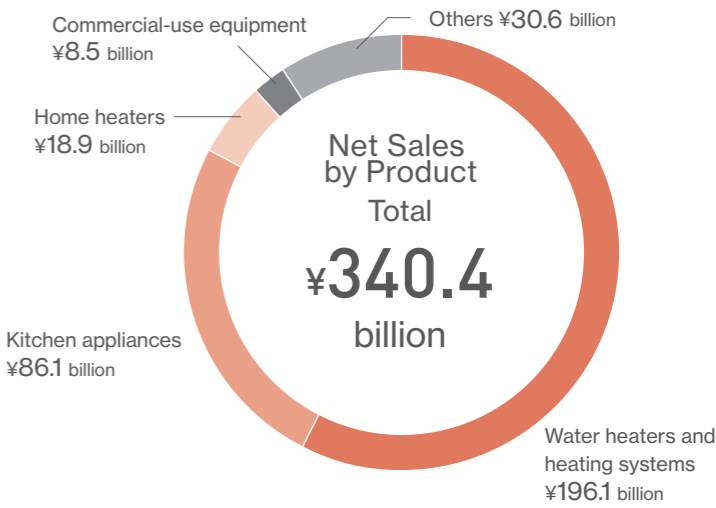 Commercial-use equipment
¥8.5 billion
Others ¥30.6 billion
Home heaters
¥18.9 billion
Net Sales
by Product
Total
¥340.4
billion
Kitchen appliances
¥86.1 billion
Water heaters and
heating systems
¥196.1 billion